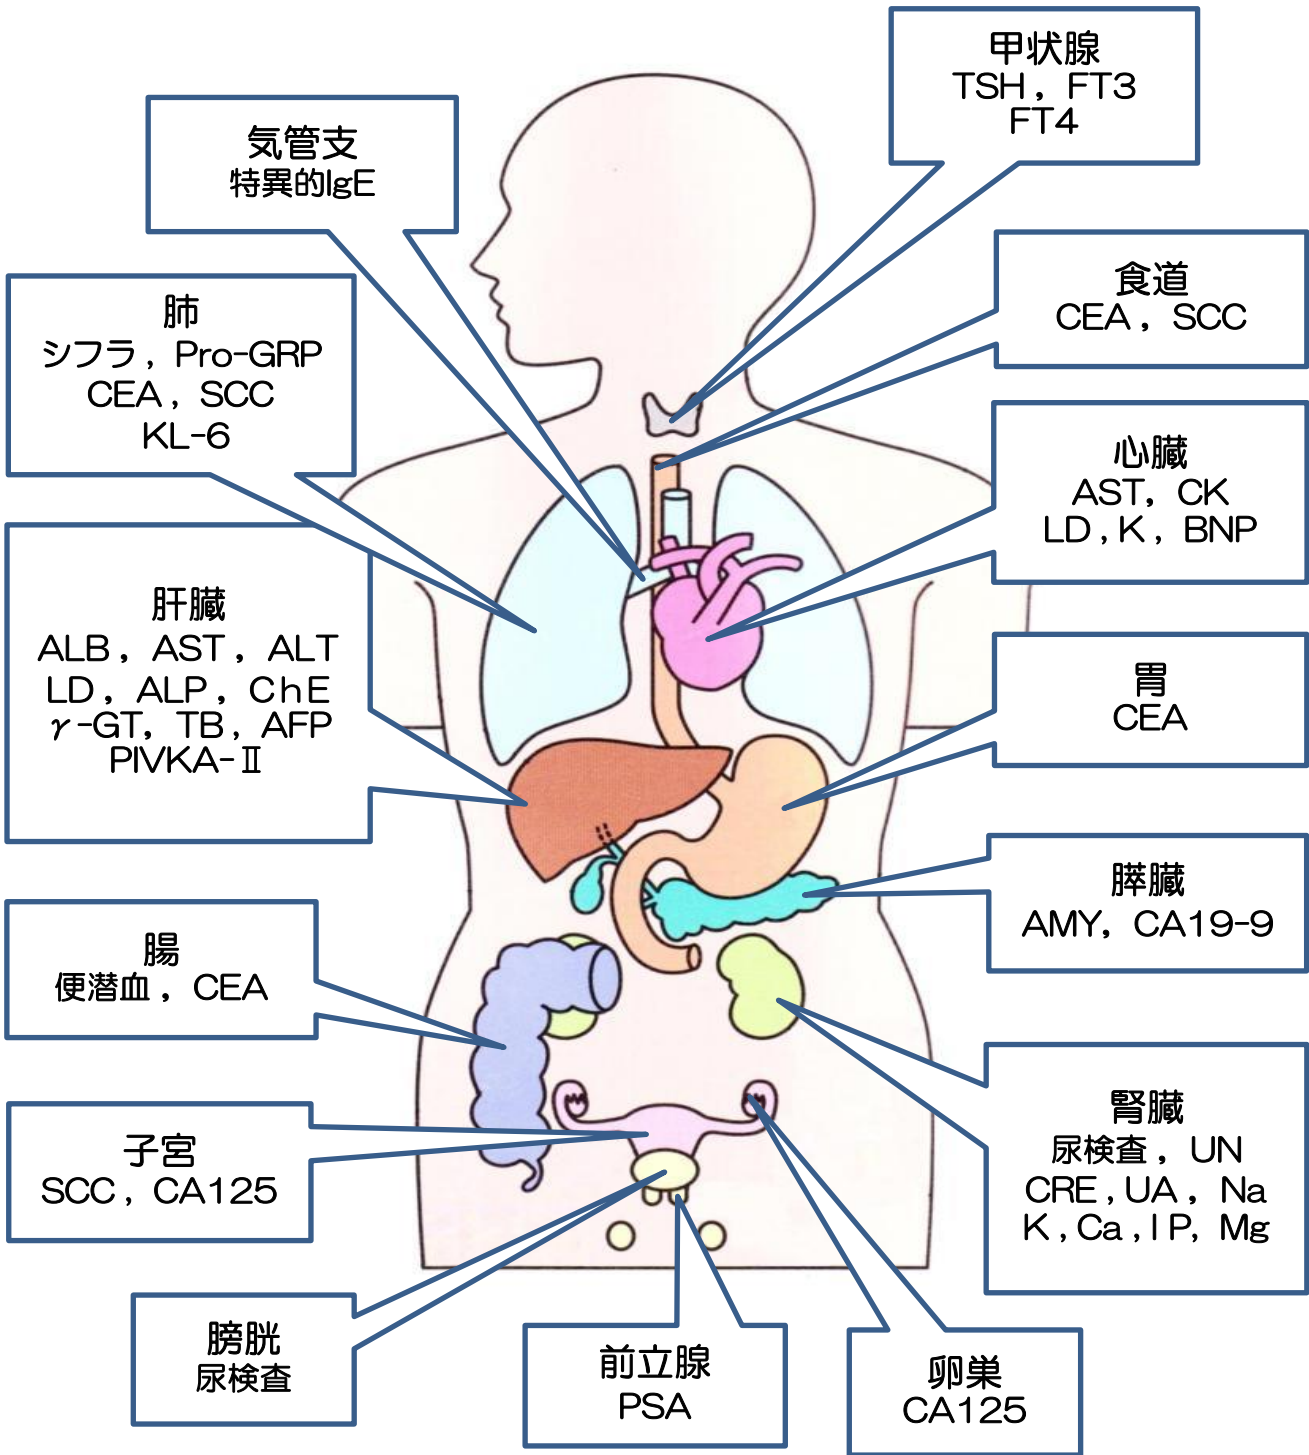 甲状腺
TSH, FT3
FT4
気管支
特異的IgE
食道
CEA, SCC
肺
シフラ, Pro-GRP
CEA, SCC
KL-6
心臓
AST, CK
LD, K, BNP
肝臓
ALB, AST, ALT
LD, ALP, ChE
γ-GT, TB, AFP
PIVKA-Ⅱ
胃
CEA
膵臓
AMY, CA19-9
腸
便潜血, CEA
腎臓
尿検査, UN
CRE, UA, Na
K, Ca, IP, Mg
子宮
SCC, CA125
膀胱
尿検査
前立腺
PSA
卵巣
CA125